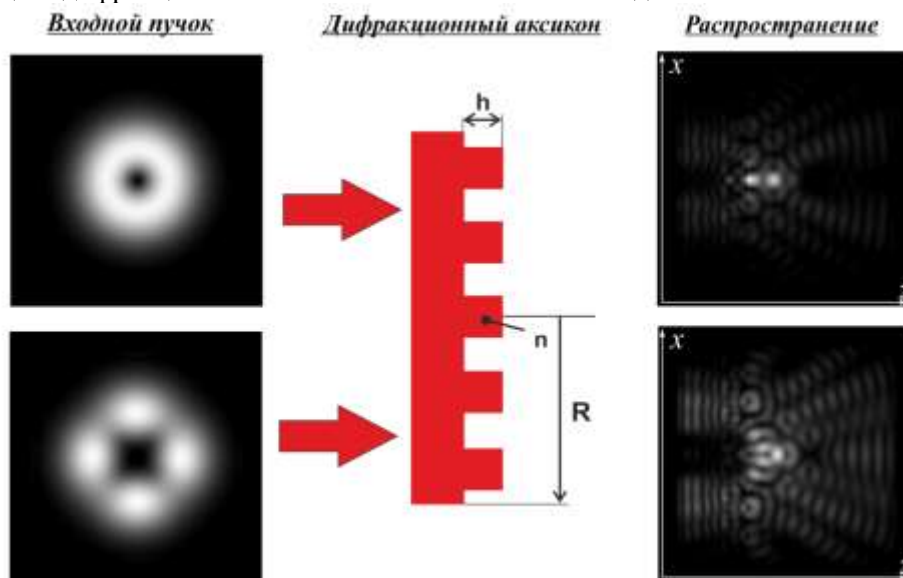 Входной пучок Дифракционный аксикон Распространение
x
h
n
R
x